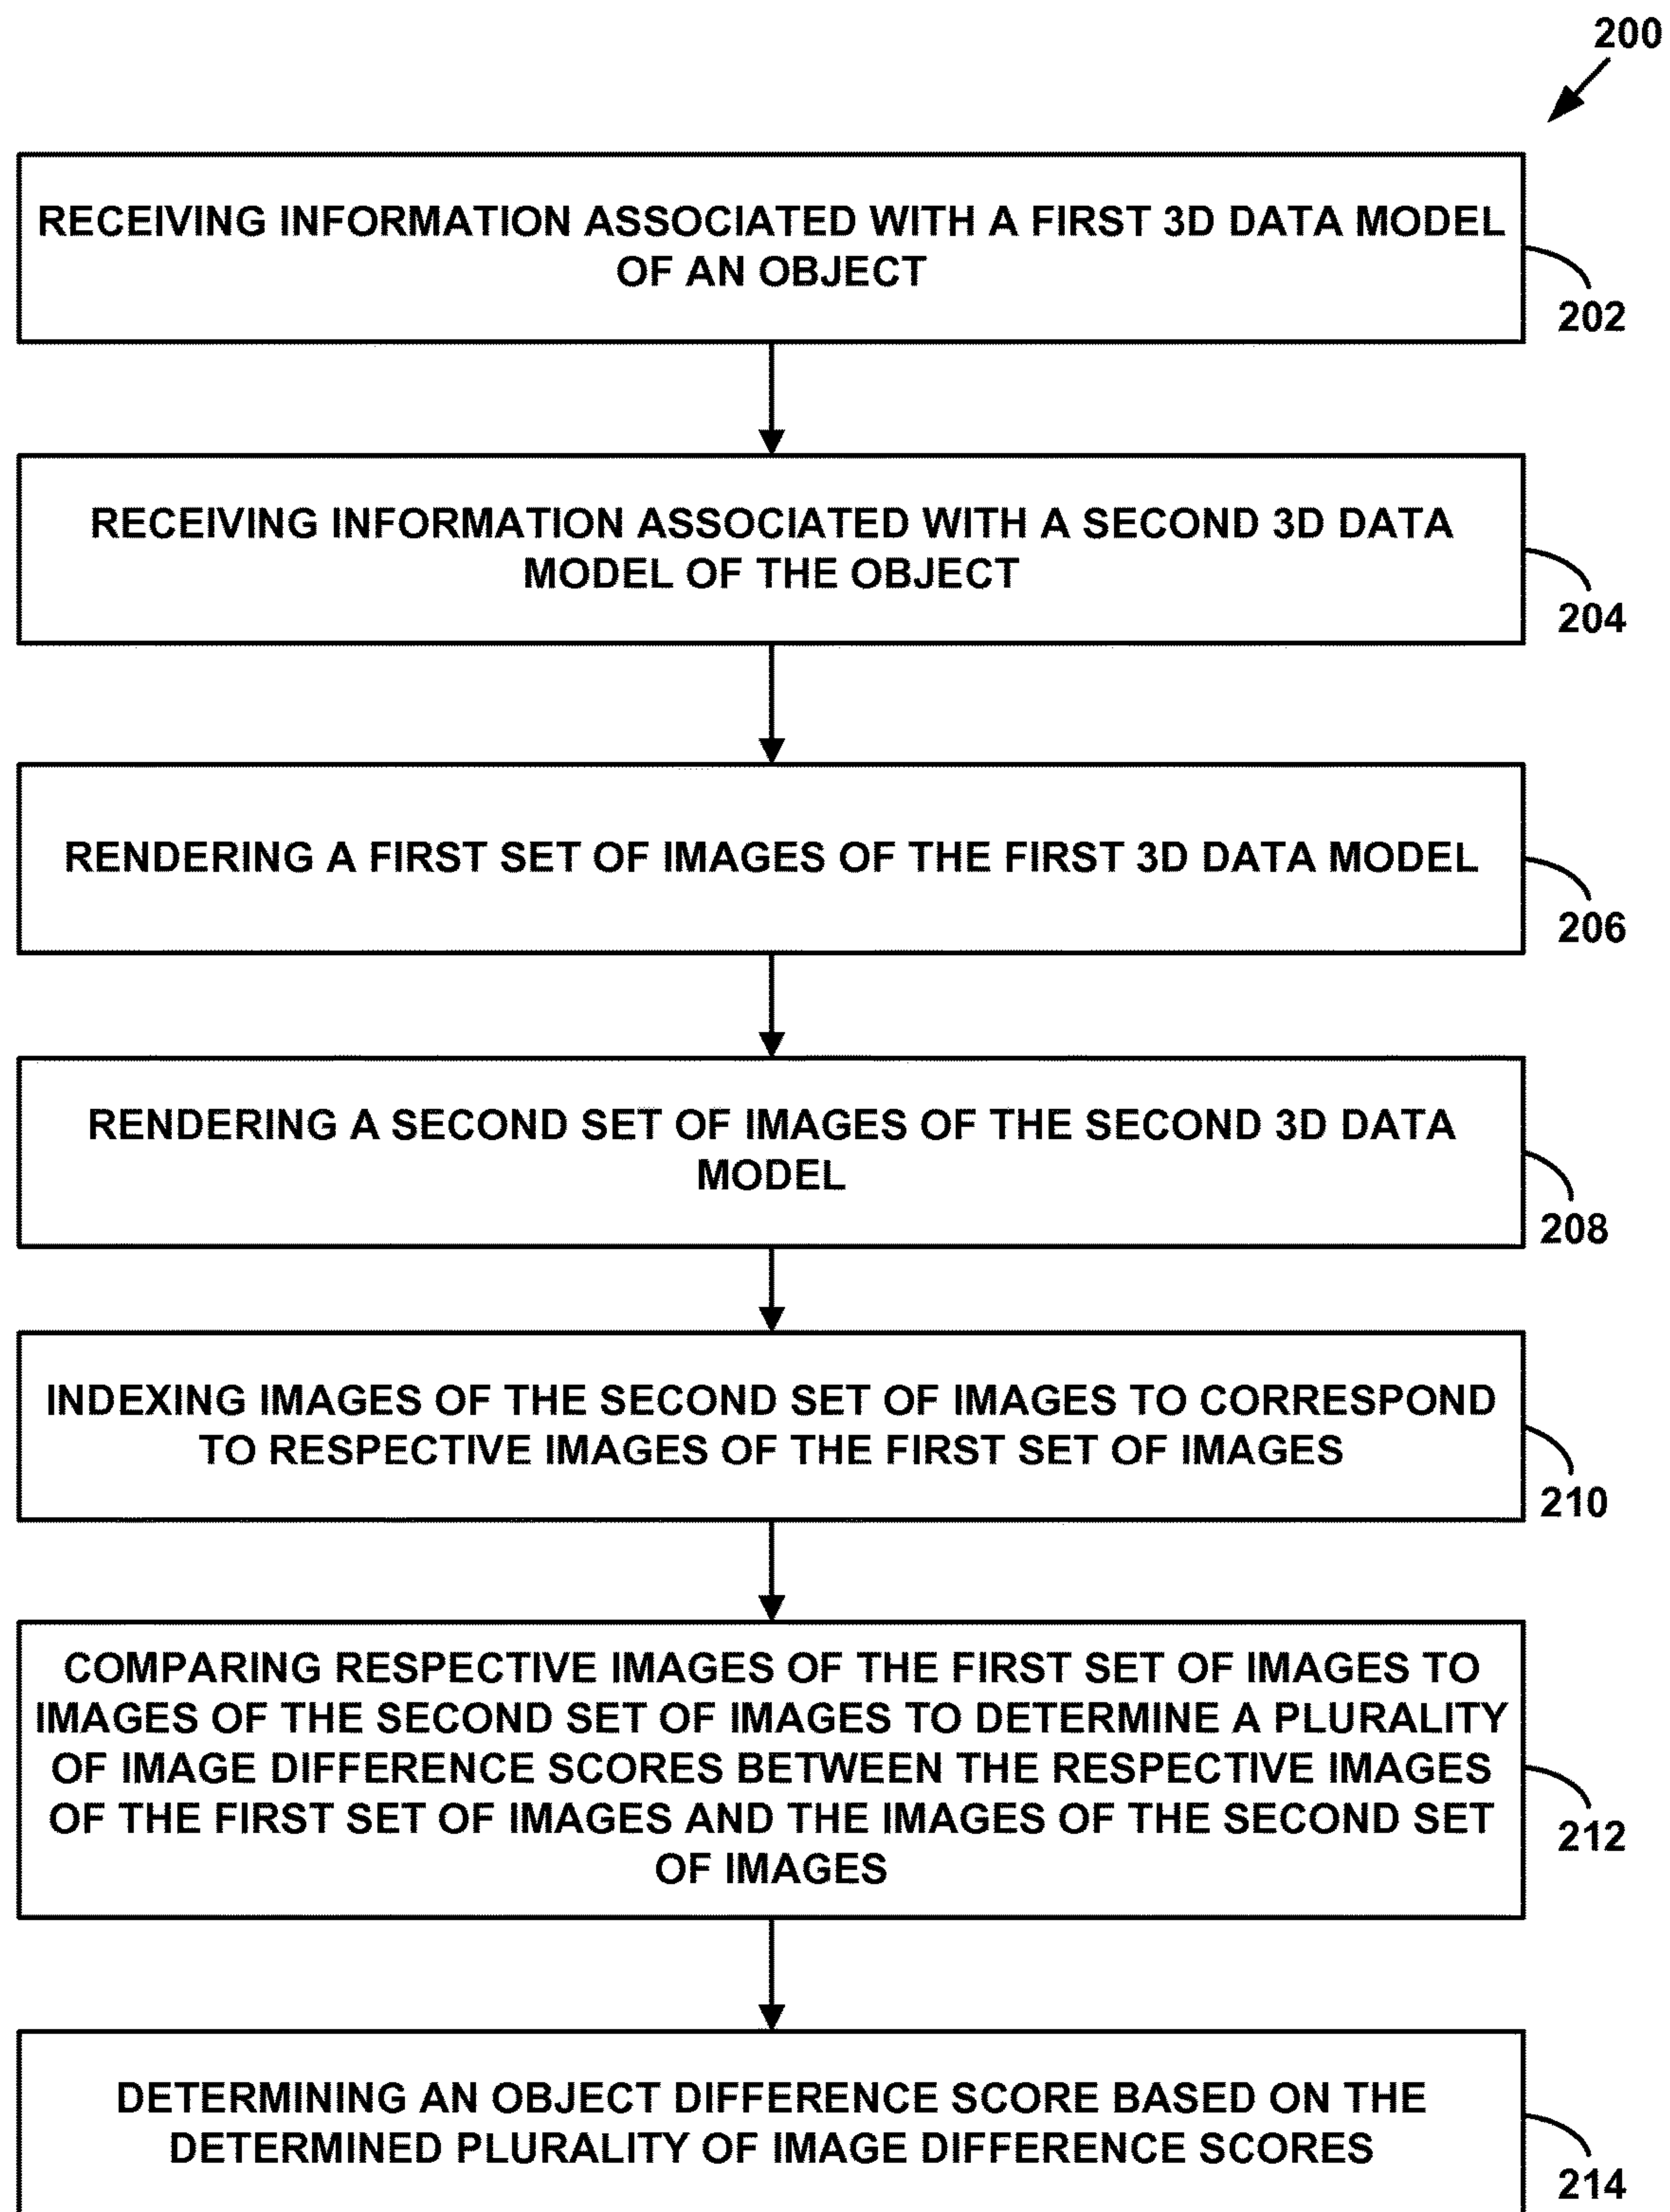 200
RECEIVING INFORMATION ASSOCIATED WITH A FIRST 3D DATA MODEL
OF AN OBJECT
202
RECEIVING INFORMATION ASSOCIATED WITH A SECOND 3D DATA
MODEL OF THE OBJECT
204
RENDERING A FIRST SET OF IMAGES OF THE FIRST 3D DATA MODEL
206
RENDERING A SECOND SET OF IMAGES OF THE SECOND 3D DATA
MODEL
208
INDEXING IMAGES OF THE SECOND SET OF IMAGES TO CORRESPOND
TO RESPECTIVE IMAGES OF THE FIRST SET OF IMAGES
210
COMPARING RESPECTIVE IMAGES OF THE FIRST SET OF IMAGES TO
IMAGES OF THE SECOND SET OF IMAGES TO DETERMINE A PLURALITY
OF IMAGE DIFFERENCE SCORES BETWEEN THE RESPECTIVE IMAGES
OF THE FIRST SET OF IMAGES AND THE IMAGES OF THE SECOND SET
OF IMAGES
212
DETERMINING AN OBJECT DIFFERENCE SCORE BASED ON THE
DETERMINED PLURALITY OF IMAGE DIFFERENCE SCORES
214